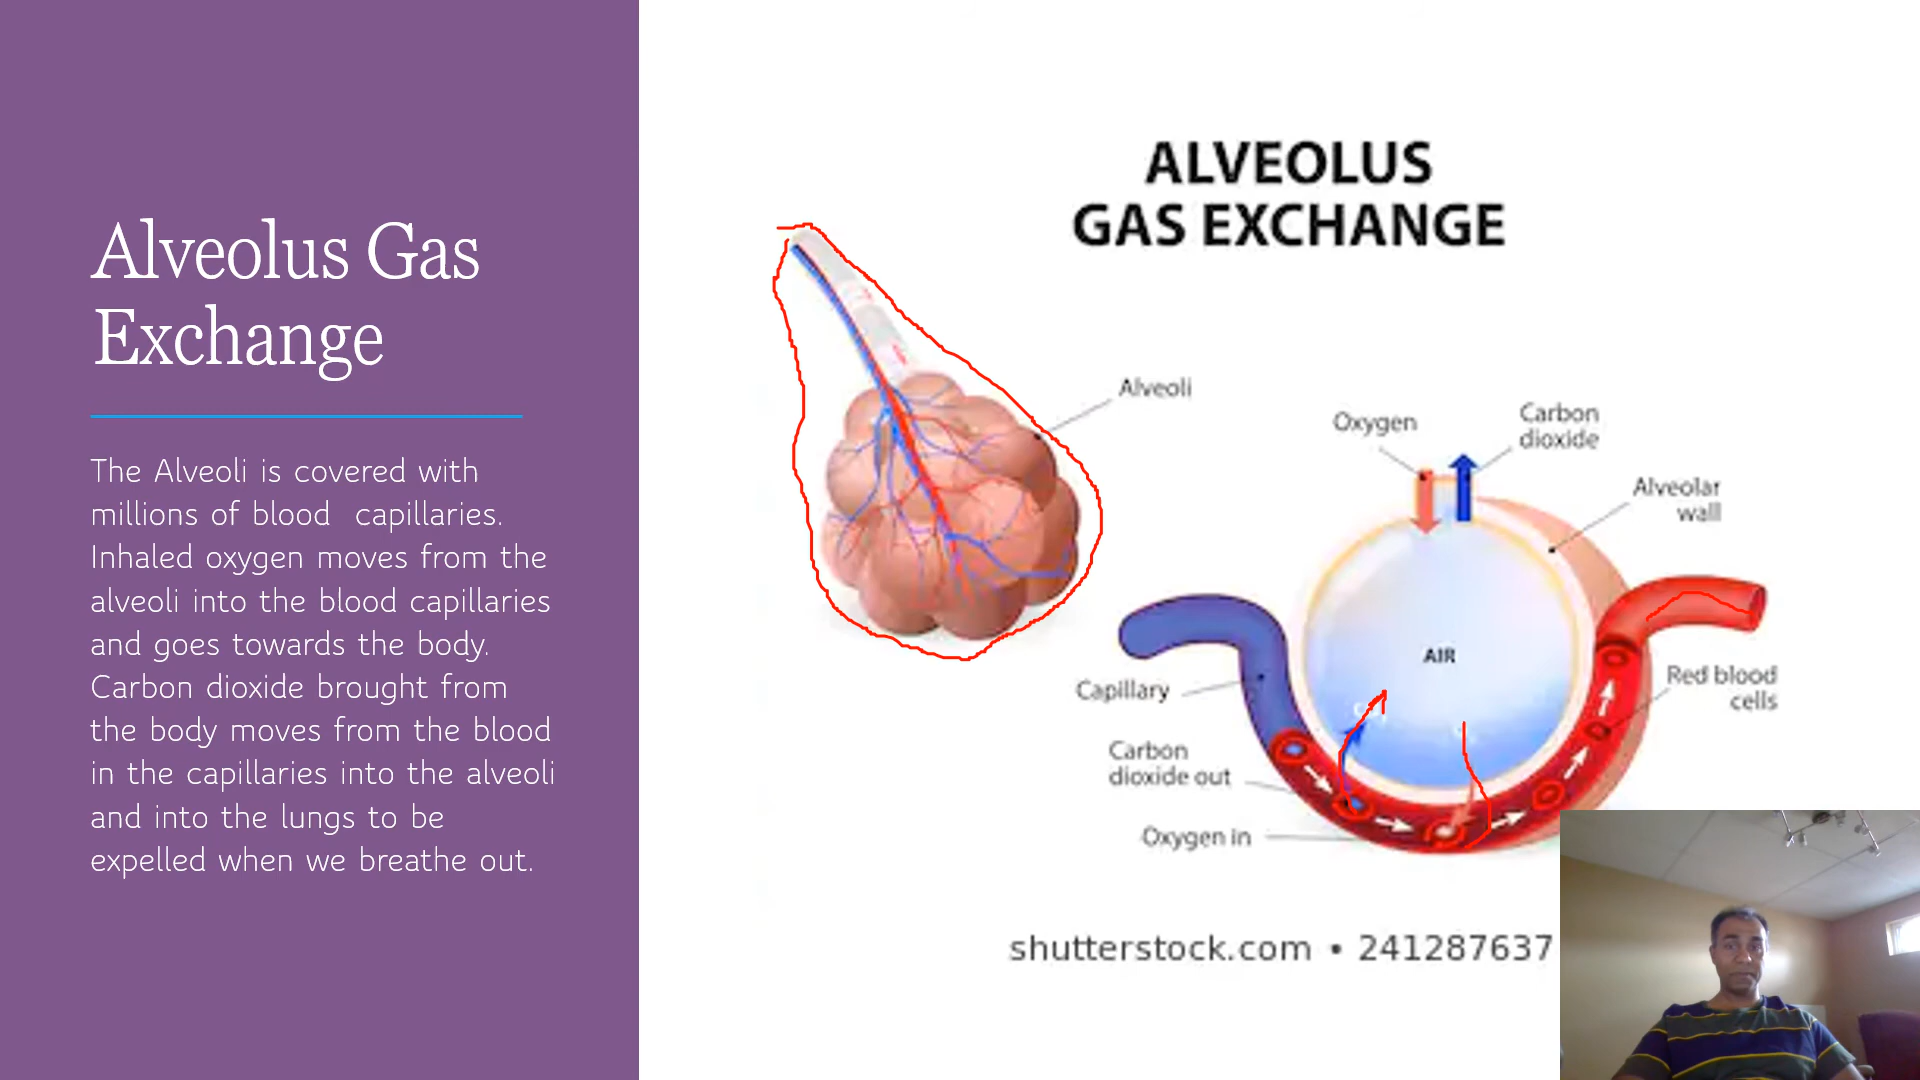 Alveolus Gas
Exchange
The Alveoli is covered with
millions of blood  capillaries.
Inhaled oxygen moves from the
alveoli into the blood capillaries
and goes towards the body.
Carbon dioxide brought from
the body moves from the blood
in the capillaries into the alveoli
and into the lungs to be
expelled when we breathe out.
ALVEOLUS
GAS EXCHANGE
Alveoli
Oxygen
Carbon
dioxide
Alveolar
wall
AIR
Capillary
Red blood
cells
Carbon
dioxide out
Oxygen in
shutterstock.com • 241287637